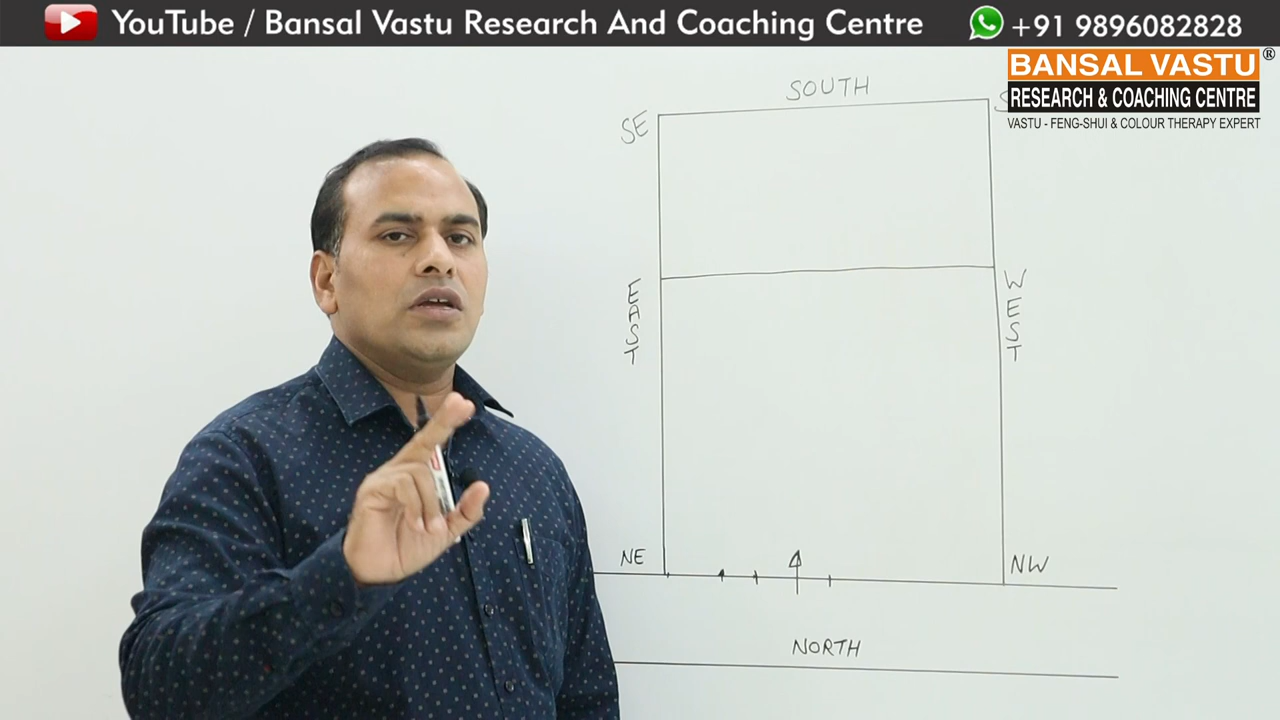 YouTube / Bansal Vastu Research And Coaching Centre
+91 9896082828
BANSAL VASTU®
RESEARCH & COACHING CENTRE
VASTU - FENG-SHUI & COLOUR THERAPY EXPERT
SOUTH
SE
EAST
WEST
NE
NW
NORTH